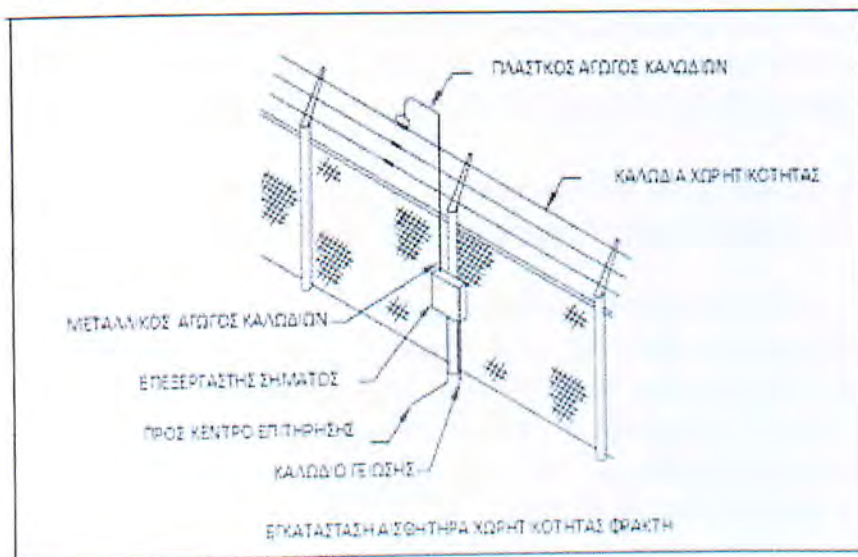 ΠΛΑΣΤΚΟΣ ΑΓΩΓΟΣ ΚΑΛΩΔΙΩΝ
ΚΑΛΩΔΙΑ ΧΩΡΗΤΙΚΟΤΗΤΑΣ
ΜΕΤΑΛΛΙΚΟΣ ΑΓΩΓΟΣ ΚΑΛΩΔΙΩΝ
ΕΠΕΞΕΡΓΑΣΤΗΣ ΣΗΜΑΤΟΣ
ΠΡΟΣ ΚΕΝΤΡΟ ΕΠΙΤΗΡΗΣΗΣ
ΚΑΛΩΔΙΟ ΓΕΙΩΣΗΣ
ΕΓΚΑΤΑΣΤΑΣΗ ΑΙΣΘΗΤΗΡΑ ΧΩΡΗΤΙΚΟΤΗΤΑΣ ΦΡΑΚΤΗ